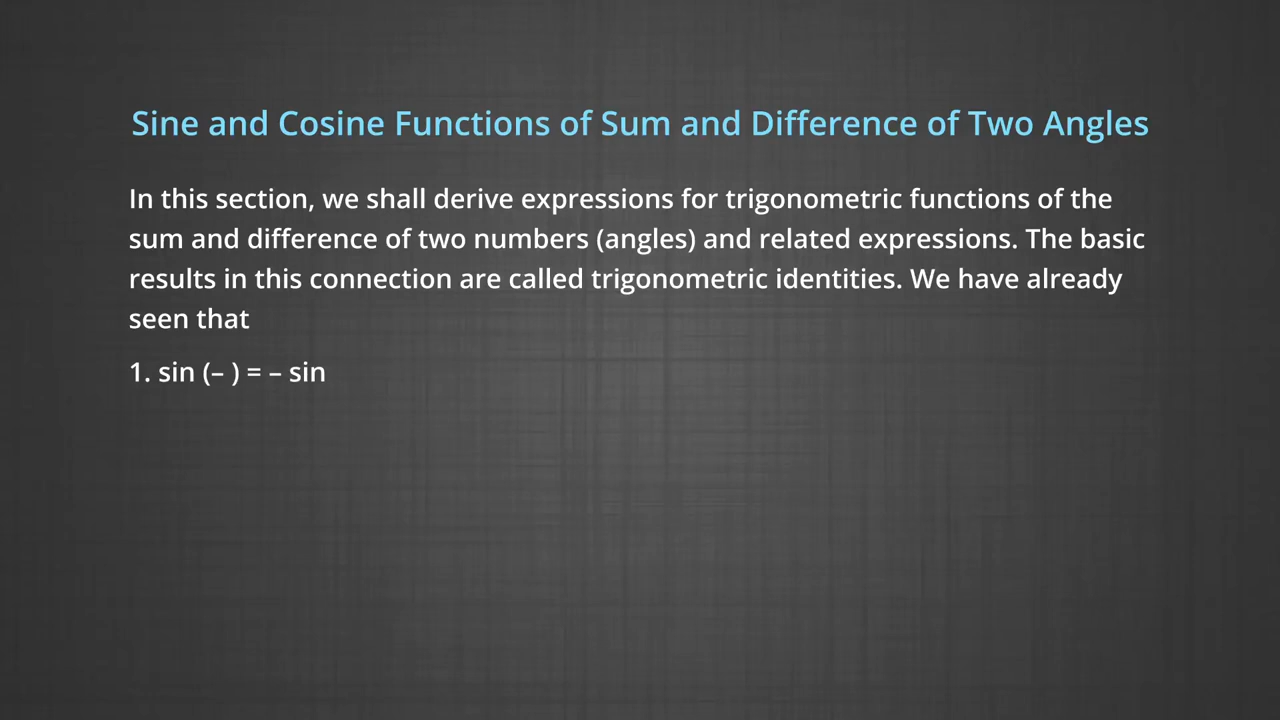 Sine and Cosine Functions of Sum and Difference of Two Angles
In this section, we shall derive expressions for trigonometric functions of the
sum and difference of two numbers (angles) and related expressions. The basic
results in this connection are called trigonometric identities. We have already
seen that
1. sin (– ) = – sin